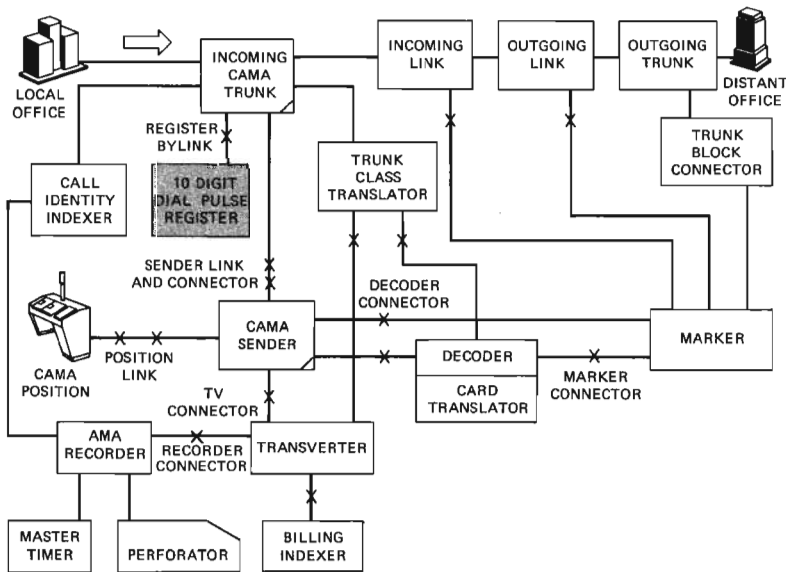 LOCAL
OFFICE
INCOMING
CAMA
TRUNK
INCOMING
LINK
OUTGOING
LINK
OUTGOING
TRUNK
DISTANT
OFFICE
REGISTER
BYLINK
10 DIGIT
DIAL PULSE
REGISTER
CALL
IDENTITY
INDEXER
TRUNK
CLASS
TRANSLATOR
TRUNK
BLOCK
CONNECTOR
SENDER LINK
AND CONNECTOR
DECODER
CONNECTOR
CAMA
POSITION
POSITION
LINK
CAMA
SENDER
DECODER
CARD
TRANSLATOR
MARKER
CONNECTOR
MARKER
TV
CONNECTOR
AMA
RECORDER
RECORDER
CONNECTOR
TRANSVERTER
MASTER
TIMER
PERFORATOR
BILLING
INDEXER